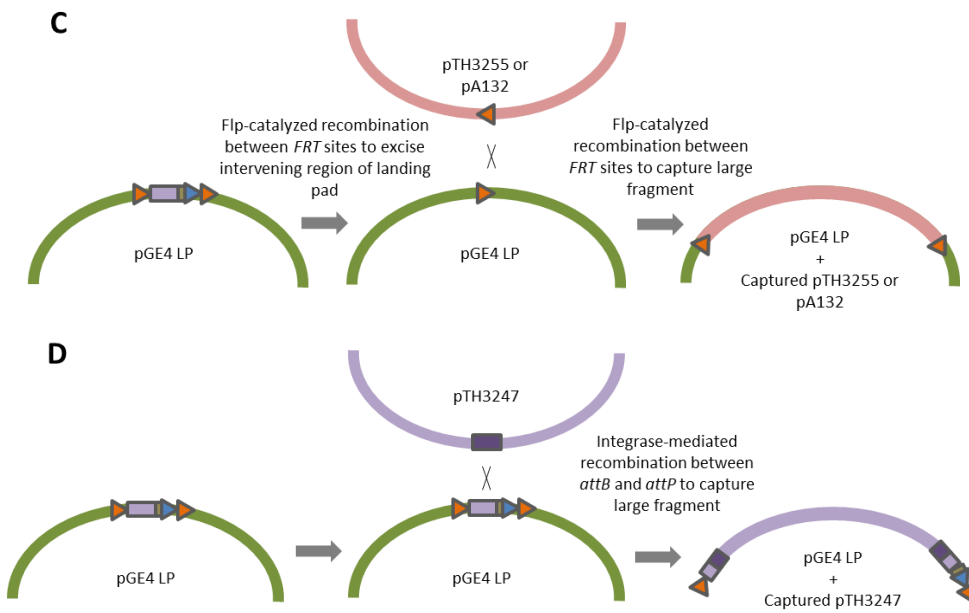 C
pTH3255 or
pA132
Flp-catalyzed recombination
between FRT sites to excise
intervening region of landing
pad
Flp-catalyzed
recombination between
FRT sites to capture large
fragment
pGE4 LP
pGE4 LP
pGE4 LP
+
Captured pTH3255 or
pA132
D
pTH3247
Integrase-mediated
recombination between
attB and attP to capture
large fragment
pGE4 LP
pGE4 LP
pGE4 LP
+
Captured pTH3247